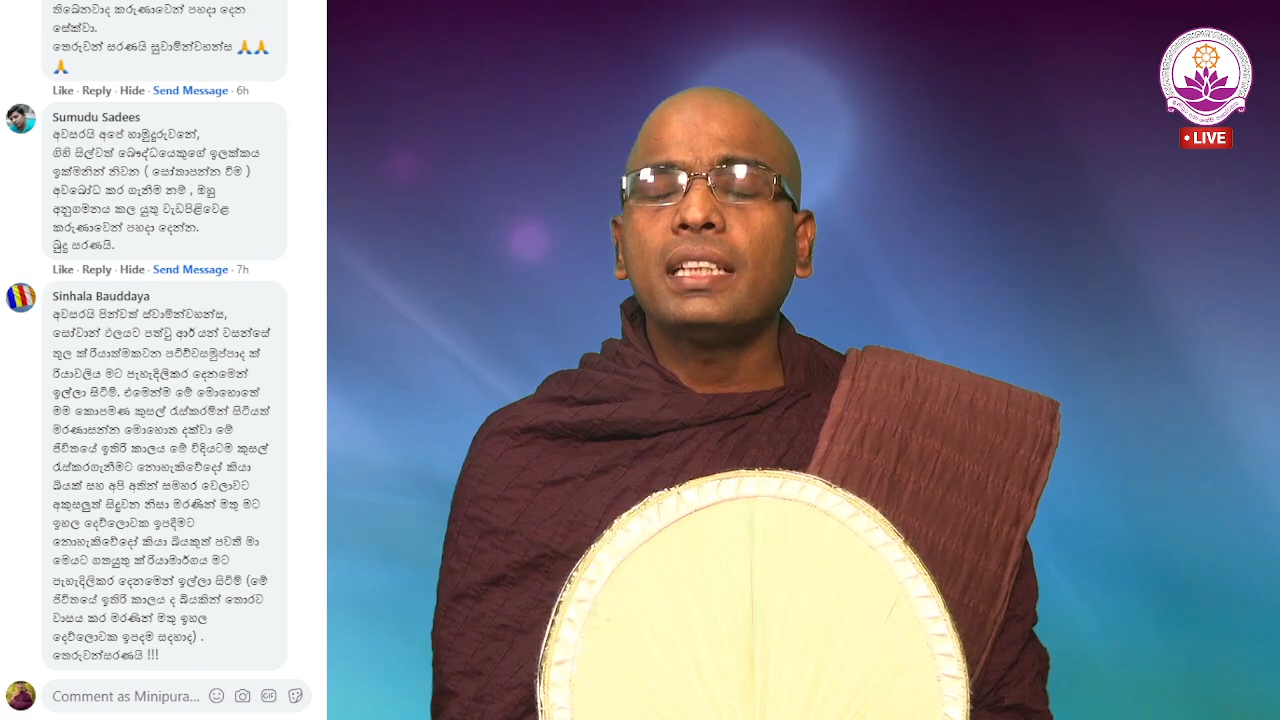 තිබෙනවාද කරුණාවෙන් පහදා දෙන
සේක්වා.
තෙරුවන් සරණයි සුවාමින්වහන්ස 🙏🙏
🙏
Like · Reply · Hide · Send Message · 6h
Sumudu Sadees
අවසරයි අපේ හාමුදුරුවනේ,
ගිහි සිල්වත් බෞද්ධයෙකුගේ ඉලක්කය
ඉක්මනින් නිවන ( සෝතාපන්න වීම )
අවබෝධ කර ගැනීම නම් , ඔහු
අනුගමනය කල යුතු වැඩපිළිවෙළ
කරුණාවෙන් පහදා දෙන්න.
බුදු සරණයි.
Like · Reply · Hide · Send Message · 7h
Sinhala Bauddaya
අවසරයි පින්වත් ස්වාමින්වහන්ස,
සෝවාන් ඵලයට පත්වු ආර් යන් වසන්සේ
තුල ක් රියාත්මකවන පටිච්චසමුප්පාද ක්
රියාවලිය මට පැහැදිලිකර දෙනමෙන්
ඉල්ලා සිටිමි. එමෙන්ම මේ මොහොතේ
මම කොපමණ කුසල් රැස්කරමින් සිටියත්
මරණාසන්න මොහොත දක්වා මේ
ජීවිතයේ ඉතිරි කාලය මේ විදියටම කුසල්
රැස්කරගැනීමට නොහැකිවේදෝ කියා
බියක් සහ අපි අතින් සමහර වෙලාවට
අකුසලුත් සිදුවන නිසා මරණින් මතු මට
ඉහල දෙව්ලොවක ඉපදීමට
නොහැකිවේදෝ කියා බියකුත් පවතී මා
මෙයට ගතයුතු ක් රියාමාර්ගය මට
පැහැදිලිකර දෙනමෙන් ඉල්ලා සිටිමි (මේ
ජීවිතයේ ඉතිරි කාලය ද බියකින් තොරව
වාසය කර මරණින් මතු ඉහල
දෙව්ලොවක ඉපදම සඳහාද) .
තෙරුවන්සරණයි !!!
Comment as Minipura...
GIF
LIVE